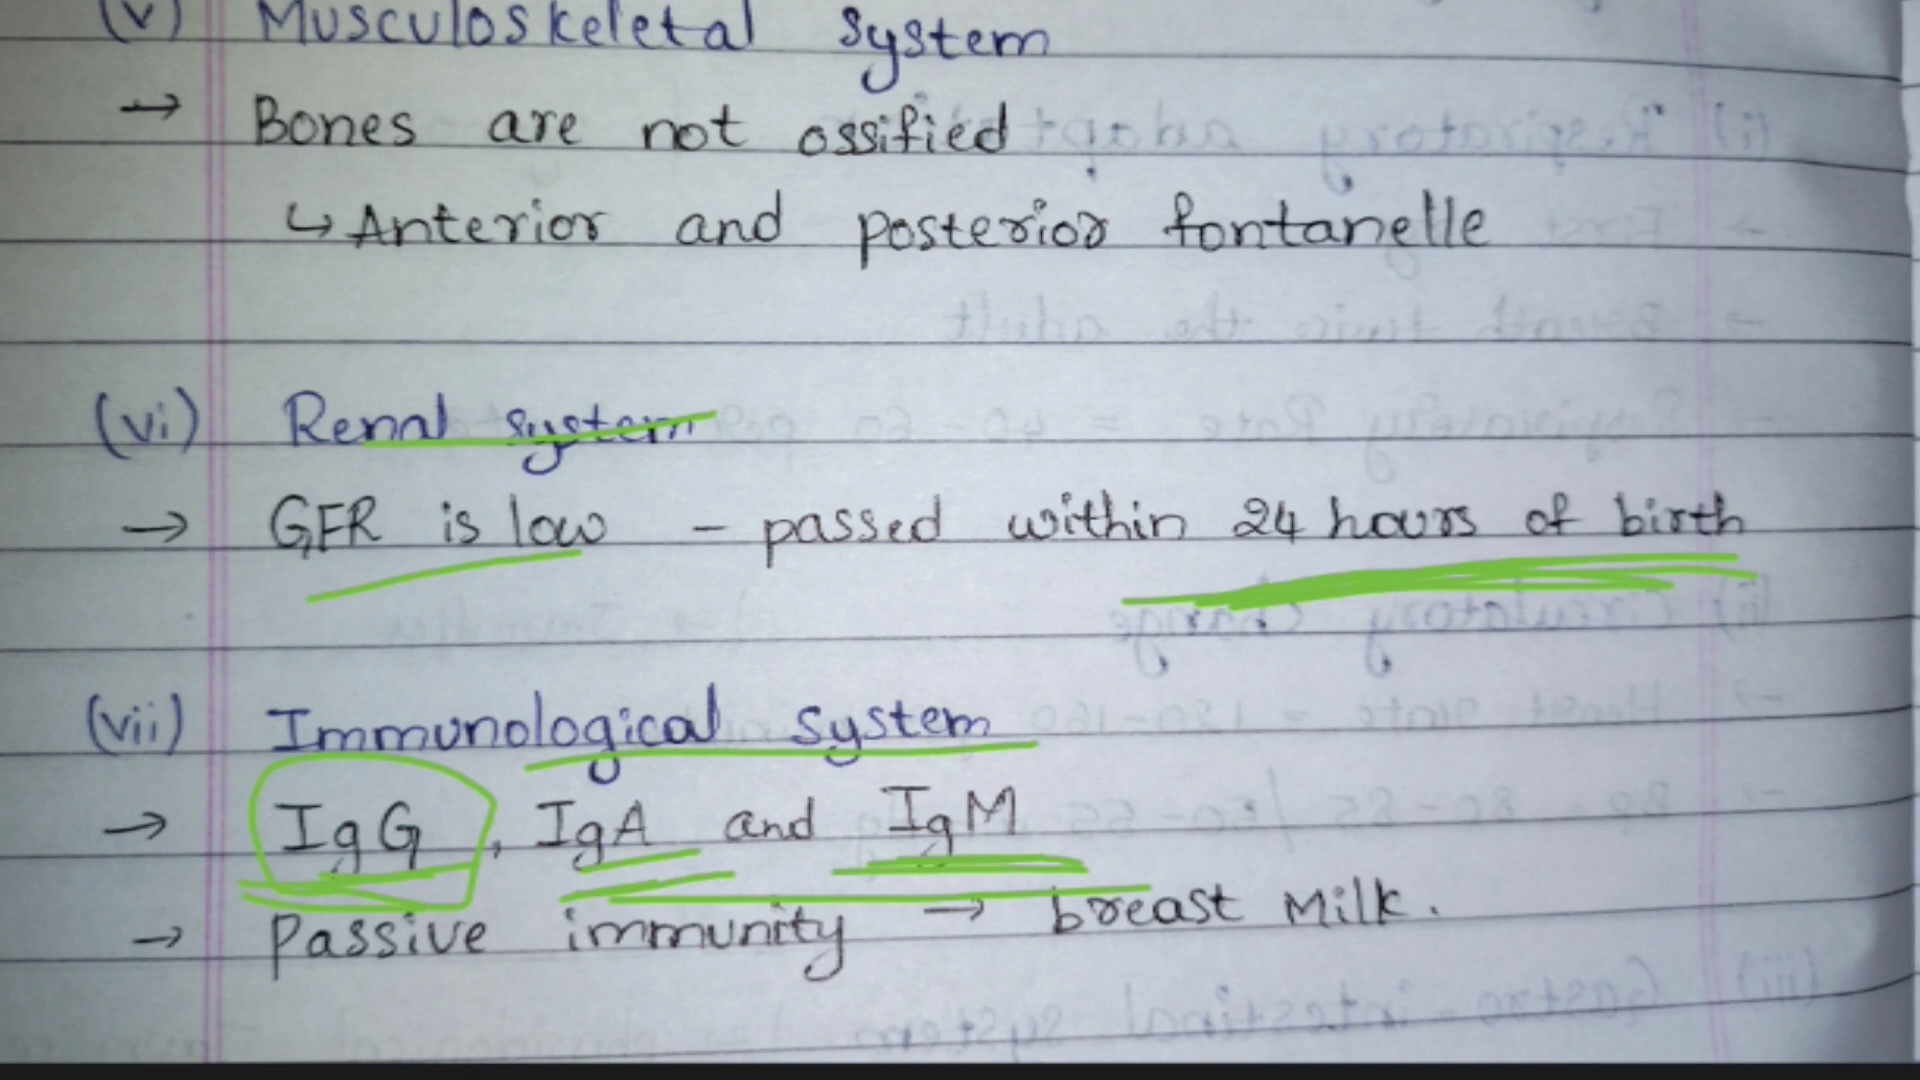 (v) Musculoskeletal System
→ Bones are not ossified
↳ Anterior and posterior fontanelle
(vi) Renal system
→ GFR is low - passed within 24 hours of birth
(vii) Immunological system
→ IgG, IgA and IgM
→ Passive immunity → breast Milk.